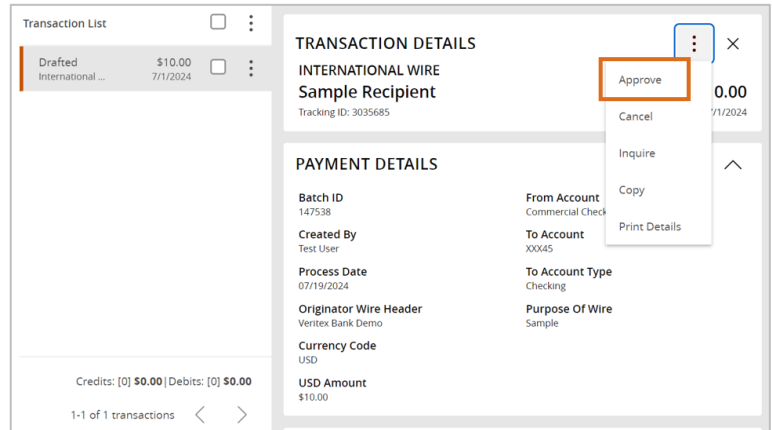 Transaction List
Drafted $10.00
International ... 7/1/2024
Credits: [0] $0.00|Debits: [0] $0.00
1-1 of 1 transactions
TRANSACTION DETAILS
INTERNATIONAL WIRE
Sample Recipient 0.00
Tracking ID: 3035685 /1/2024
Approve
Cancel
Inquire
Copy
Print Details
PAYMENT DETAILS
Batch ID
147538
Created By
Test User
Process Date
07/19/2024
Originator Wire Header
Veritex Bank Demo
Currency Code
USD
USD Amount
$10.00
From Account
Commercial Check
To Account
XXX45
To Account Type
Checking
Purpose Of Wire
Sample